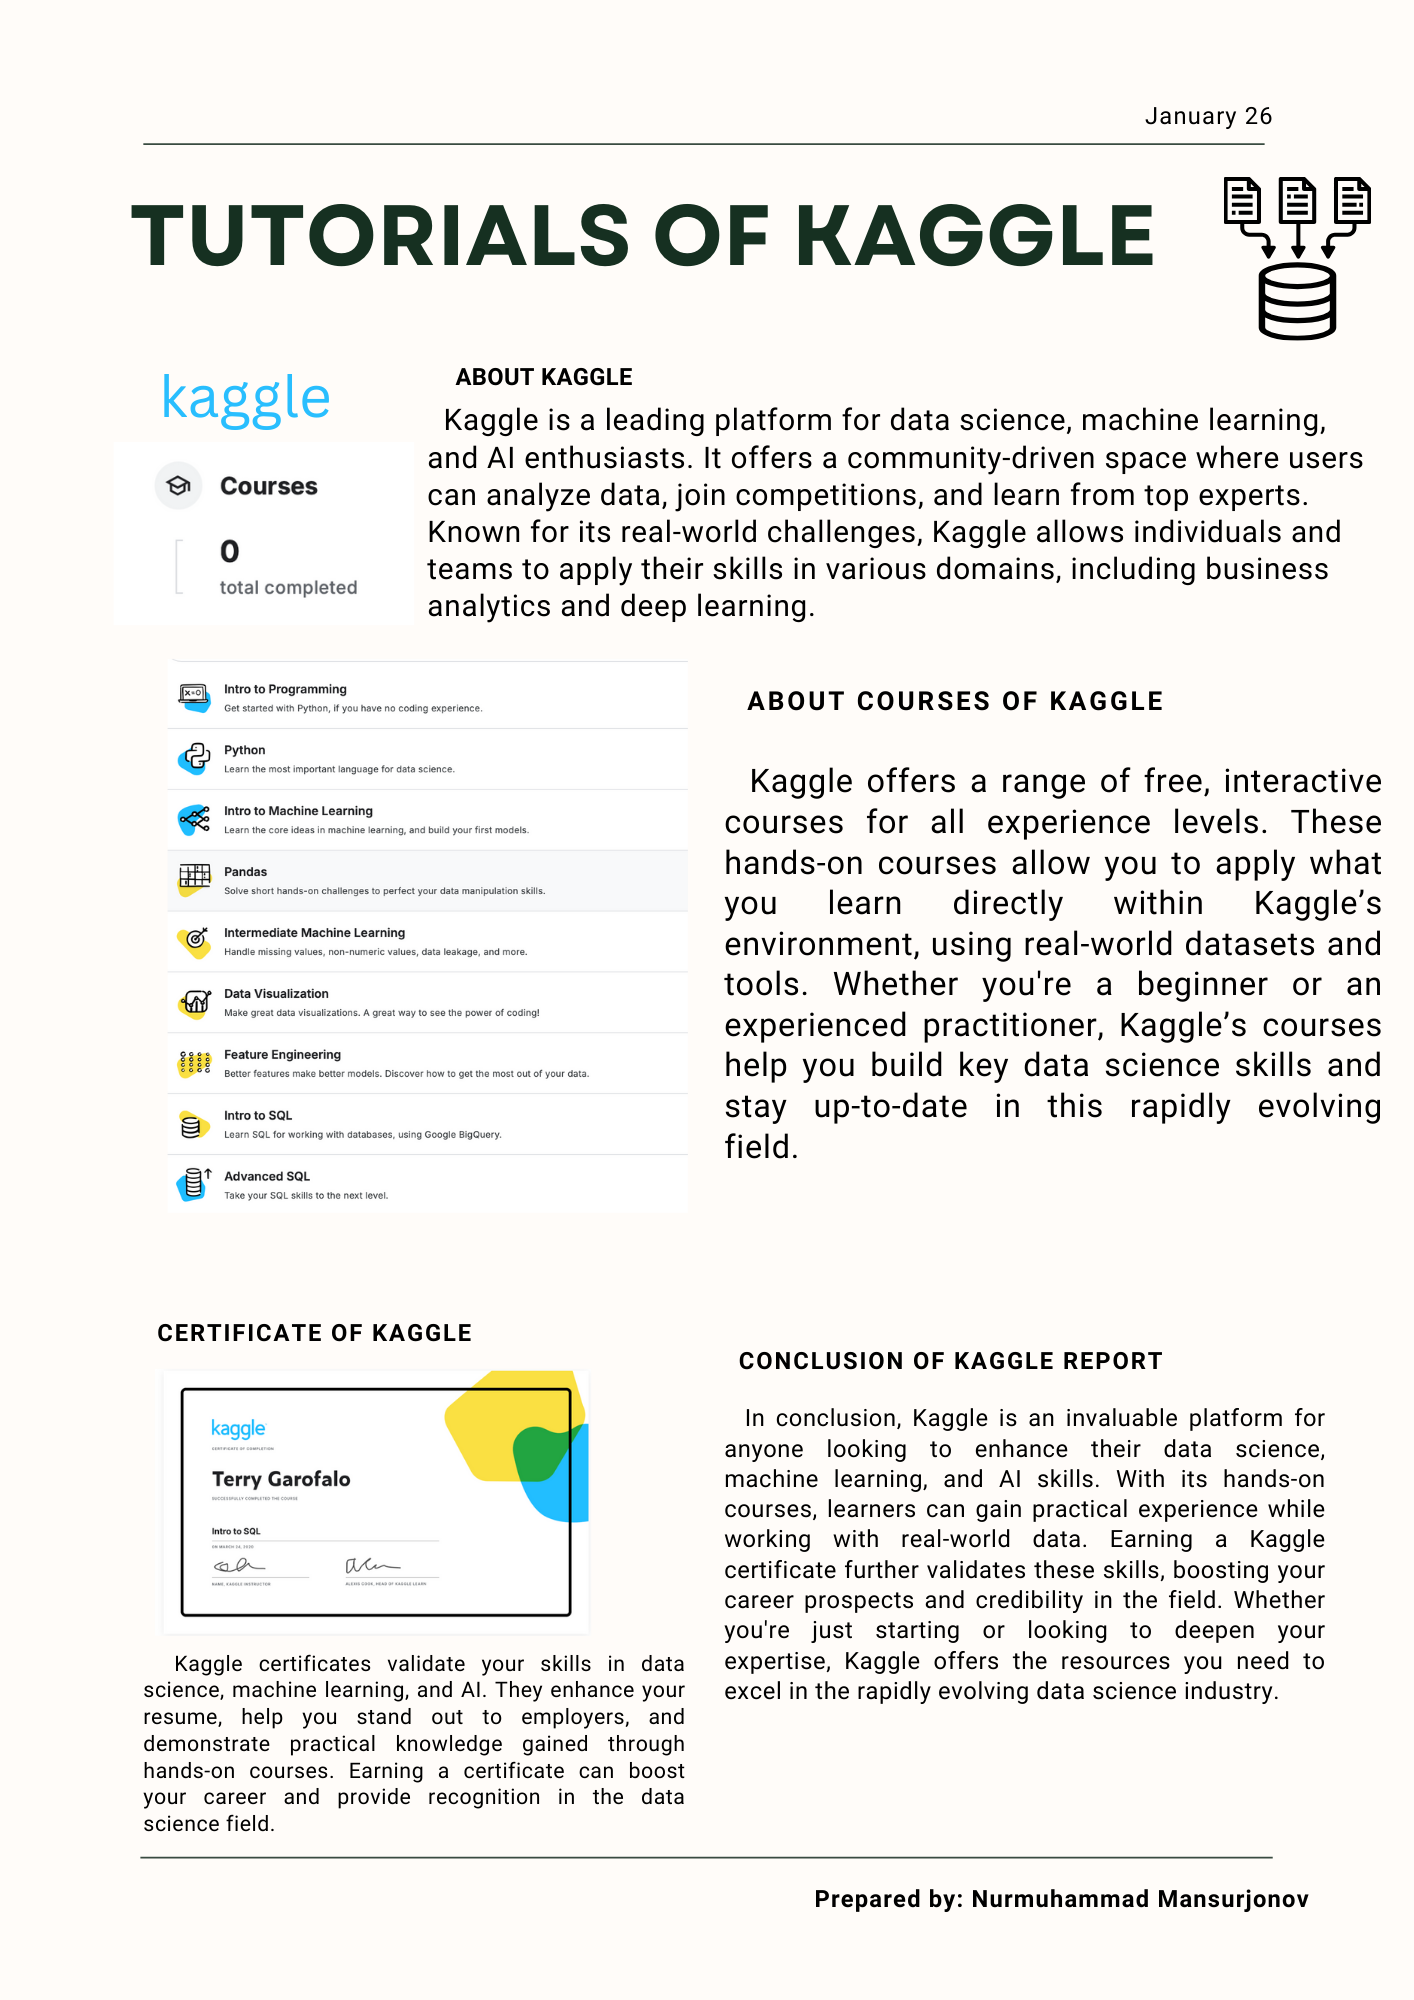 January 26
TUTORIALS OF KAGGLE
kaggle
Courses
0
total completed
ABOUT KAGGLE
Kaggle is a leading platform for data science, machine learning,
and AI enthusiasts. It offers a community-driven space where users
can analyze data, join competitions, and learn from top experts.
Known for its real-world challenges, Kaggle allows individuals and
teams to apply their skills in various domains, including business
analytics and deep learning.
Intro to Programming
Get started with Python, if you have no coding experience.
Python
Learn the most important language for data science.
Intro to Machine Learning
Learn the core ideas in machine learning, and build your first models.
Pandas
Solve short hands-on challenges to perfect your data manipulation skills.
Intermediate Machine Learning
Handle missing values, non-numeric values, data leakage, and more.
Data Visualization
Make great data visualizations. A great way to see the power of coding!
Feature Engineering
Better features make better models. Discover how to get the most out of your data.
Intro to SQL
Learn SQL for working with databases, using Google BigQuery.
Advanced SQL
Take your SQL skills to the next level.
ABOUT COURSES OF KAGGLE
Kaggle offers a range of free, interactive
courses for all experience levels. These
hands-on courses allow you to apply what
you learn directly within Kaggle’s
environment, using real-world datasets and
tools. Whether you're a beginner or an
experienced practitioner, Kaggle’s courses
help you build key data science skills and
stay up-to-date in this rapidly evolving
field.
CERTIFICATE OF KAGGLE
kaggle
CERTIFICATE OF COMPLETION
Terry Garofalo
SUCCESSFULLY COMPLETED THE COURSE
Intro to SQL
ON MARCH 24, 2020
NAME, KAGGLE INSTRUCTOR
ALEXIS COOK, HEAD OF KAGGLE LEARN
Kaggle certificates validate your skills in data
science, machine learning, and AI. They enhance your
resume, help you stand out to employers, and
demonstrate practical knowledge gained through
hands-on courses. Earning a certificate can boost
your career and provide recognition in the data
science field.
CONCLUSION OF KAGGLE REPORT
In conclusion, Kaggle is an invaluable platform for
anyone looking to enhance their data science,
machine learning, and AI skills. With its hands-on
courses, learners can gain practical experience while
working with real-world data. Earning a Kaggle
certificate further validates these skills, boosting your
career prospects and credibility in the field. Whether
you're just starting or looking to deepen your
expertise, Kaggle offers the resources you need to
excel in the rapidly evolving data science industry.
Prepared by: Nurmuhammad Mansurjonov